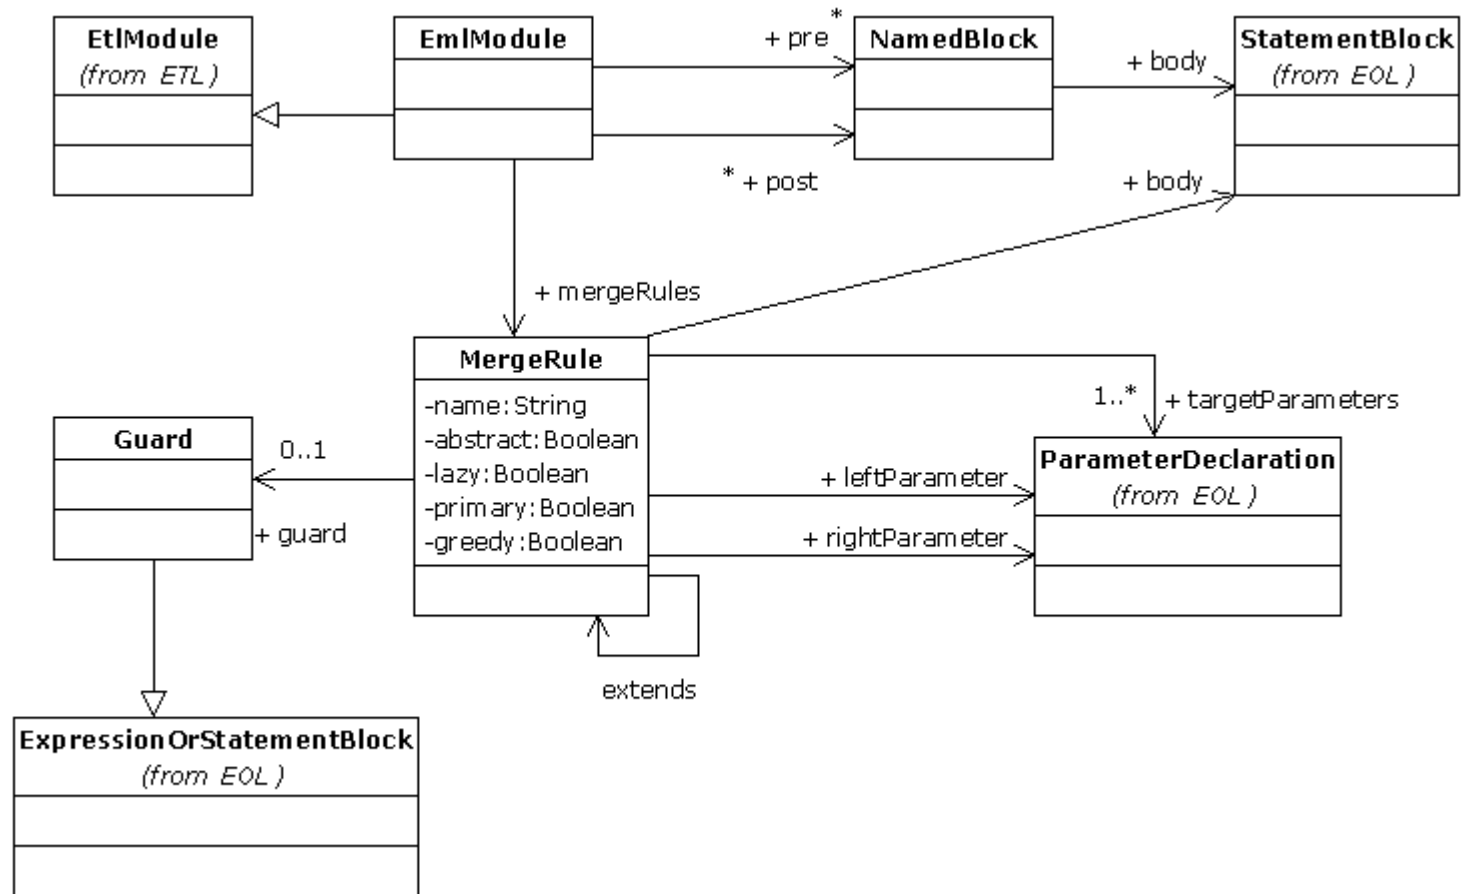 EtlModule
(from ETL)
EmlModule
+ pre
*
NamedBlock
+ body
StatementBlock
(from EOL)
* + post
+ body
+ mergeRules
MergeRule
-name:String
-abstract:Boolean
-lazy:Boolean
-primary:Boolean
-greedy:Boolean
Guard
0..1
+ guard
1..*
+ targetParameters
ParameterDeclaration
(from EOL)
+ leftParameter
+ rightParameter
extends
ExpressionOrStatementBlock
(from EOL)